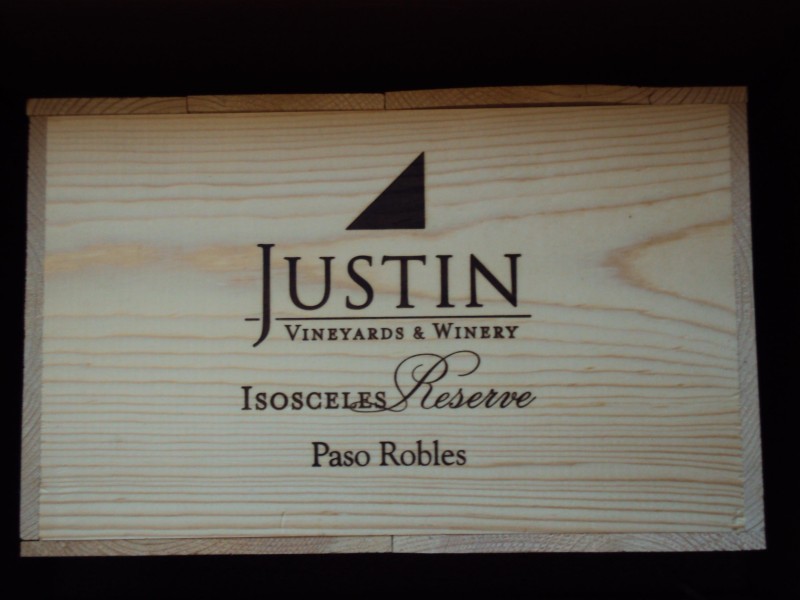 JUSTIN
VINEYARDS & WINERY
ISOSCELES Reserve
Paso Robles